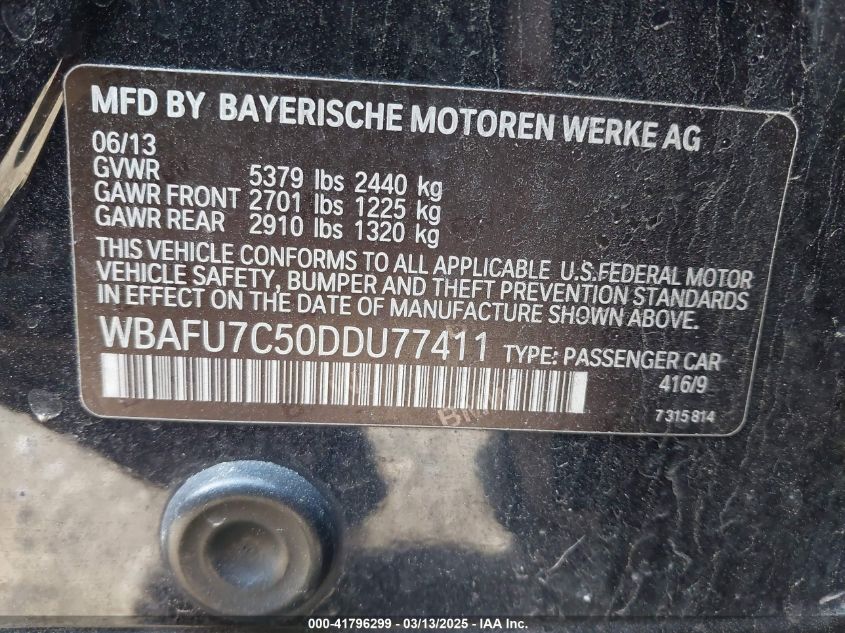 MFD BY BAYERISCHE MOTOREN WERKE AG
06/13
GVWR 5379 lbs 2440 kg
GAWR FRONT 2701 lbs 1225 kg
GAWR REAR 2910 lbs 1320 kg
THIS VEHICLE CONFORMS TO ALL APPLICABLE U.S.FEDERAL MOTOR
VEHICLE SAFETY, BUMPER AND THEFT PREVENTION STANDARDS
IN EFFECT ON THE DATE OF MANUFACTURE SHOWN ABOVE.
WBAFU7C50DDU77411 TYPE: PASSENGER CAR
416/9
7 315 814
000-41796299 - 03/13/2025 - IAA Inc.